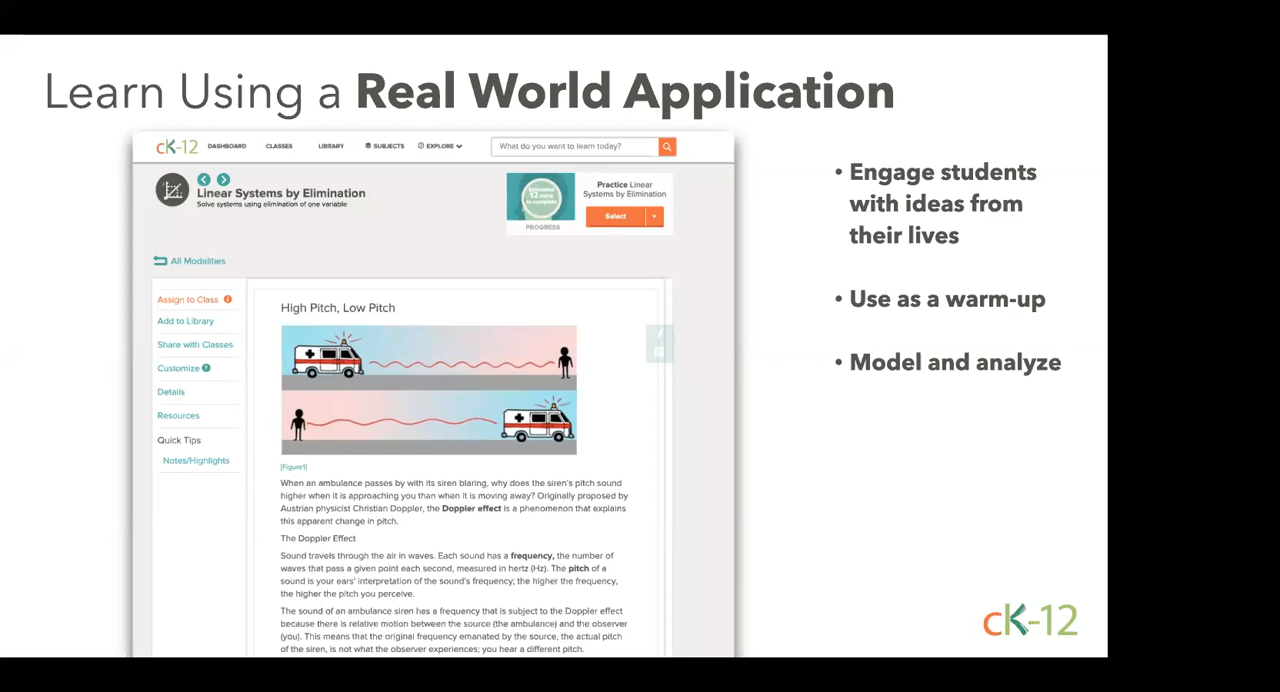 Learn Using a Real World Application
cK-12 DASHBOARD CLASSES LIBRARY SUBJECTS EXPLORE What do you want to learn today?
Linear Systems by Elimination
Solve systems using elimination of one variable
Estimated
12 mins
to complete
PROGRESS
Practice Linear
Systems by Elimination
Select
All Modalities
Assign to Class
Add to Library
Share with Classes
Customize
Details
Resources
Quick Tips
Notes/Highlights
High Pitch, Low Pitch
[Figure1]
When an ambulance passes by with its siren blaring, why does the siren's pitch sound
higher when it is approaching you than when it is moving away? Originally proposed by
Austrian physicist Christian Doppler, the Doppler effect is a phenomenon that explains
this apparent change in pitch.
The Doppler Effect
Sound travels through the air in waves. Each sound has a frequency, the number of
waves that pass a given point each second, measured in hertz (Hz). The pitch of a
sound is your ears' interpretation of the sound's frequency; the higher the frequency,
the higher the pitch you perceive.
The sound of an ambulance siren has a frequency that is subject to the Doppler effect
because there is relative motion between the source (the ambulance) and the observer
(you). This means that the original frequency emanated by the source, the actual pitch
of the siren, is not what the observer experiences; you hear a different pitch.
• Engage students
with ideas from
their lives
• Use as a warm-up
• Model and analyze
cK-12